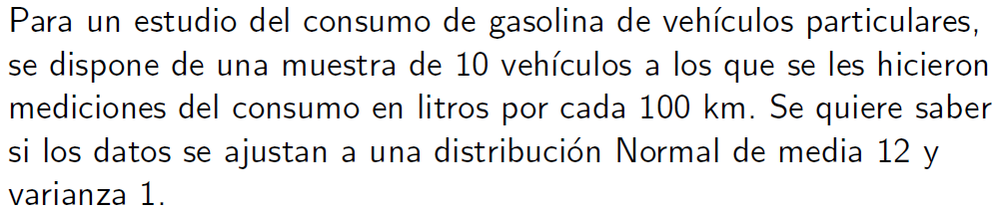 Para un estudio del consumo de gasolina de vehículos particulares,
se dispone de una muestra de 10 vehículos a los que se les hicieron
mediciones del consumo en litros por cada 100 km. Se quiere saber
si los datos se ajustan a una distribución Normal de media 12 y
varianza 1.